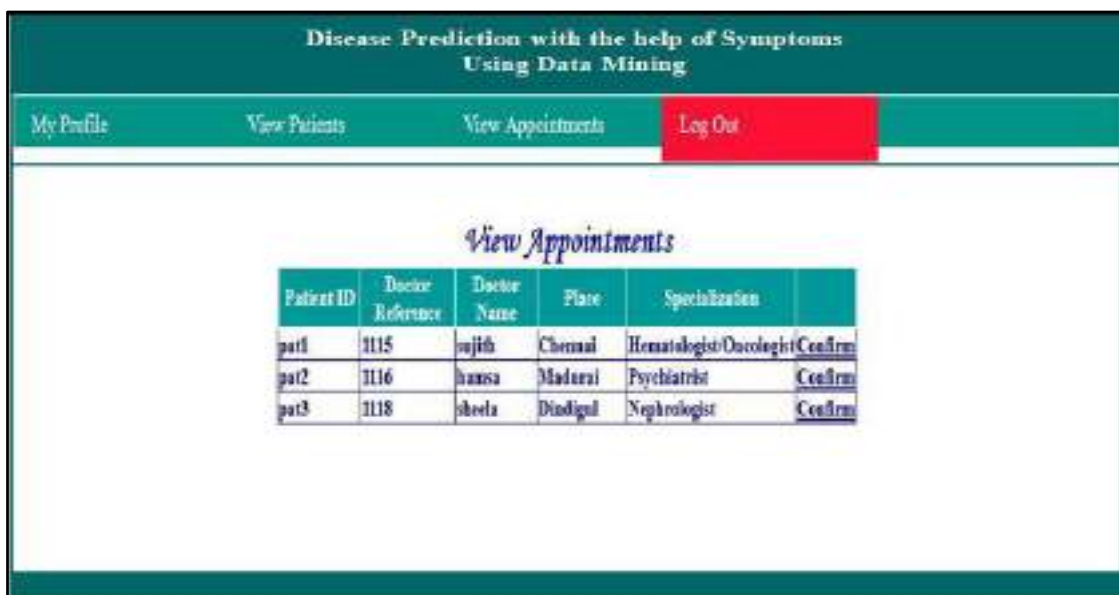 Disease Prediction with the help of Symptoms
Using Data Mining
My Profile View Patients View Appointments Log Out
View Appointments
Patient ID Doctor Reference Doctor Name Place Specialization
pat1 1115 sujith Chennai Hematologist/Oncologist Confirm
pat2 1116 hamsa Madurai Psychiatrist Confirm
pat3 1118 sheela Dindigul Nephrologist Confirm